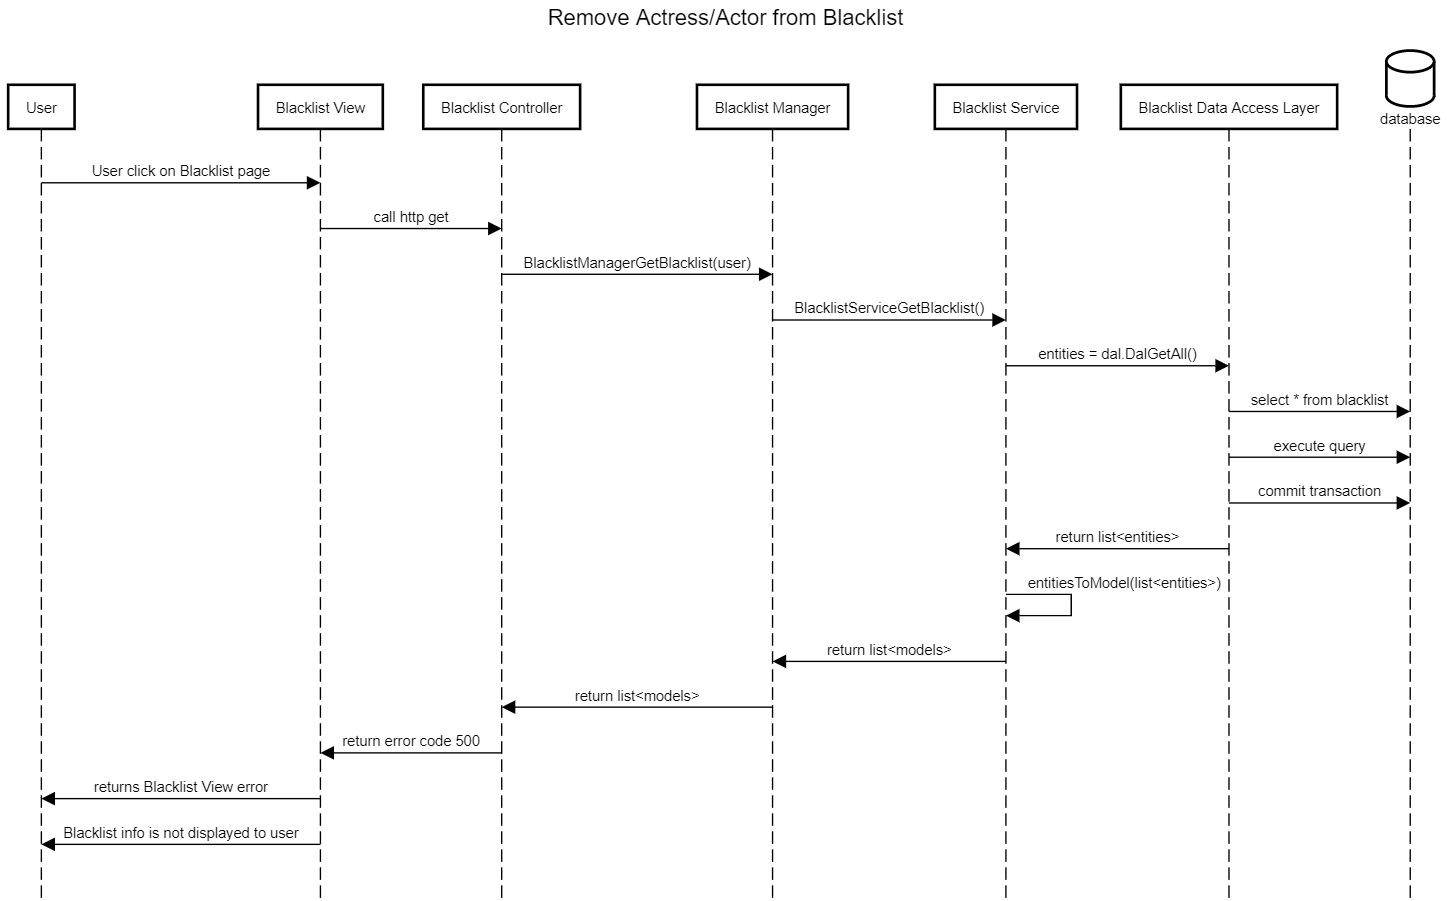 Remove Actress/Actor from Blacklist
User
Blacklist View
Blacklist Controller
Blacklist Manager
Blacklist Service
Blacklist Data Access Layer
database
User click on Blacklist page
call http get
BlacklistManagerGetBlacklist(user)
BlacklistServiceGetBlacklist()
entities = dal.DalGetAll()
select * from blacklist
execute query
commit transaction
return list<entities>
entitiesToModel(list<entities>)
return list<models>
return list<models>
return error code 500
returns Blacklist View error
Blacklist info is not displayed to user